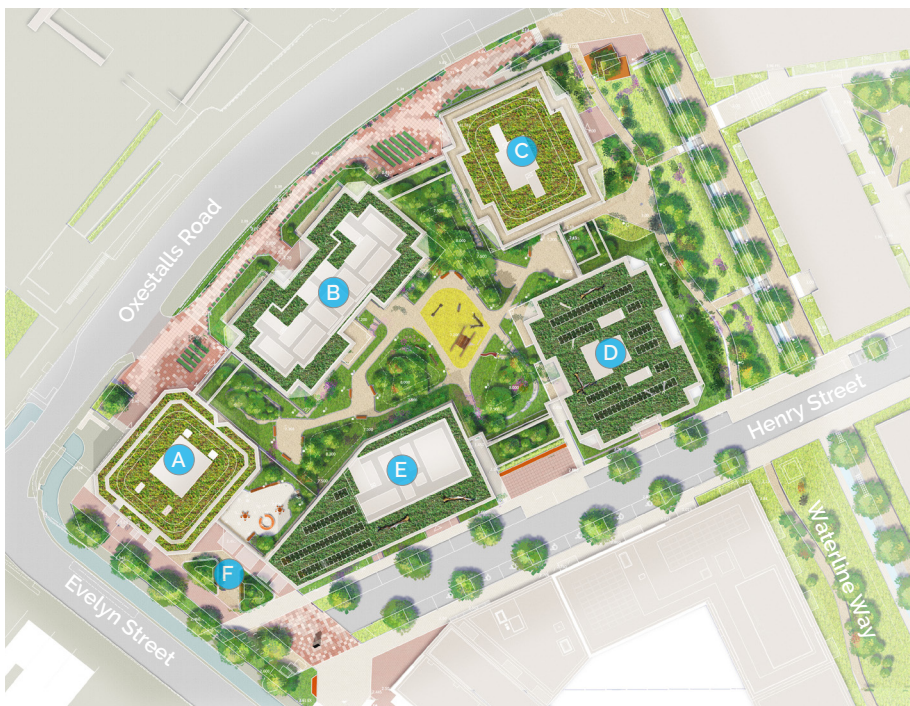 C
Oxestalls Road
B
D
Henry Street
A
E
Waterline Way
F
Evelyn Street